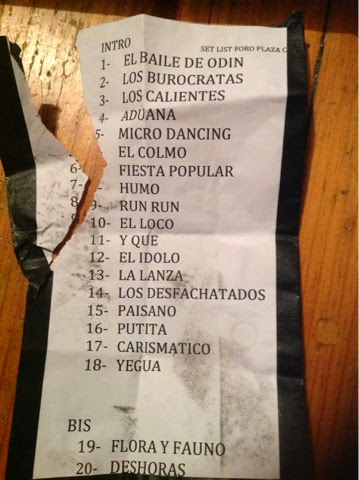 INTRO
SET LIST FORO PLAZA
1- EL BAILE DE ODIN
2- LOS BUROCRATAS
3- LOS CALIENTES
4- ADUANA
5- MICRO DANCING
EL COLMO
6- FIESTA POPULAR
7- HUMO
8
9- RUN RUN
10- EL LOCO
11- Y QUE
12- EL IDOLO
13- LA LANZA
14- LOS DESFACHATADOS
15- PAISANO
16- PUTITA
17- CARISMATICO
18- YEGUA
BIS
19- FLORA Y FAUNO
20- DESHORAS